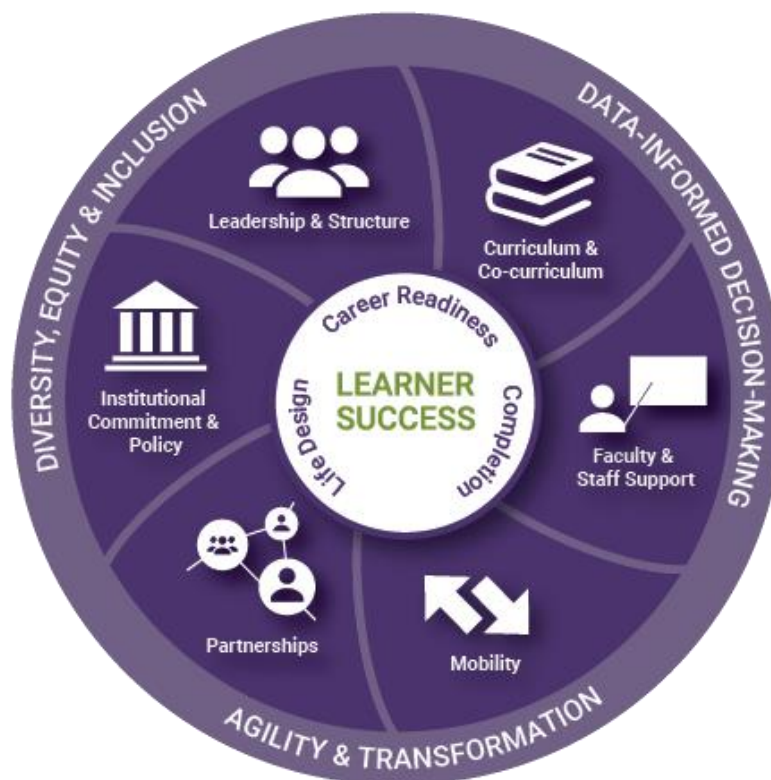 DIVERSITY, EQUITY & INCLUSION
DATA-INFORMED DECISION-MAKING
AGILITY & TRANSFORMATION
Leadership & Structure
Curriculum &
Co-curriculum
Faculty &
Staff Support
Mobility
Partnerships
Institutional
Commitment &
Policy
Career Readiness
Completion
Life Design
LEARNER
SUCCESS